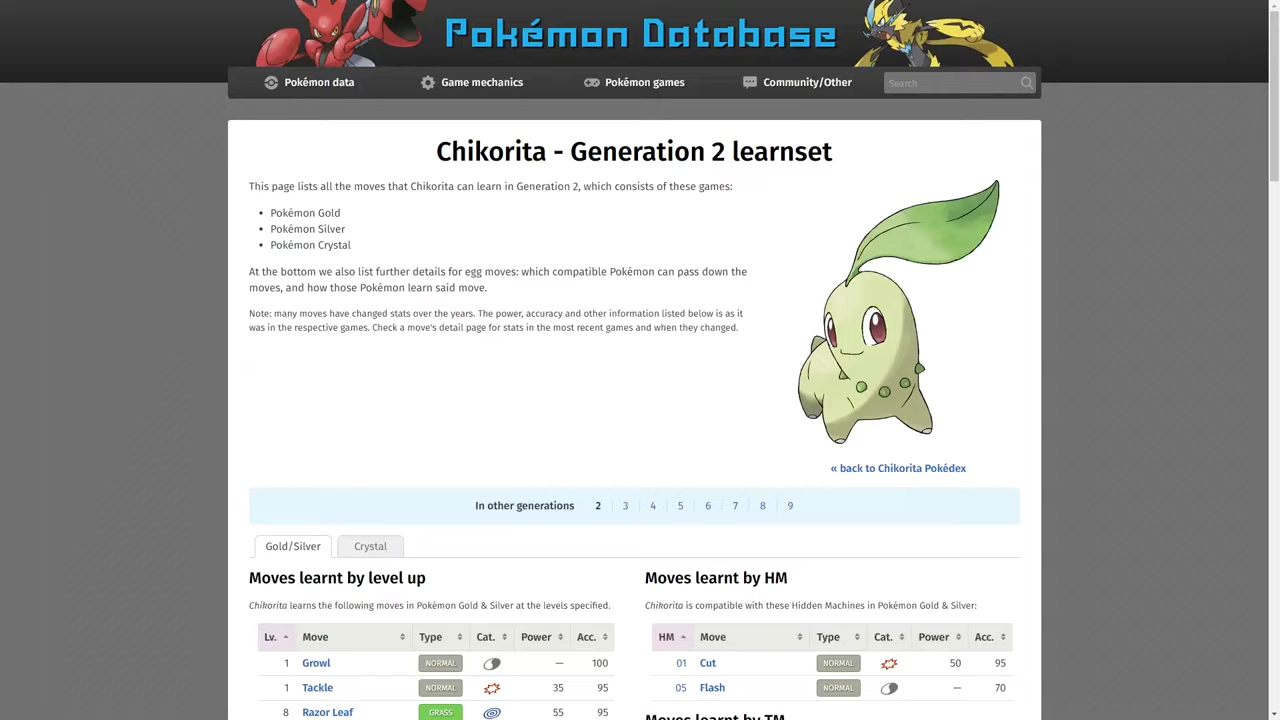 Pokémon Database
Pokémon data
Game mechanics
Pokémon games
Community/Other
Search
Chikorita - Generation 2 learnset
This page lists all the moves that Chikorita can learn in Generation 2, which consists of these games:
• Pokémon Gold
• Pokémon Silver
• Pokémon Crystal
At the bottom we also list further details for egg moves: which compatible Pokémon can pass down the
moves, and how those Pokémon learn said move.
Note: many moves have changed stats over the years. The power, accuracy and other information listed below is as it
was in the respective games. Check a move's detail page for stats in the most recent games and when they changed.
« back to Chikorita Pokédex
In other generations 2 3 4 5 6 7 8 9
Gold/Silver Crystal
Moves learnt by level up
Chikorita learns the following moves in Pokémon Gold & Silver at the levels specified.
Lv. Move Type Cat. Power Acc.
1 Growl NORMAL — 100
1 Tackle NORMAL 35 95
8 Razor Leaf GRASS 55 95
Moves learnt by HM
Chikorita is compatible with these Hidden Machines in Pokémon Gold & Silver:
HM Move Type Cat. Power Acc.
01 Cut NORMAL 50 95
05 Flash NORMAL — 70
Moves learnt by TM